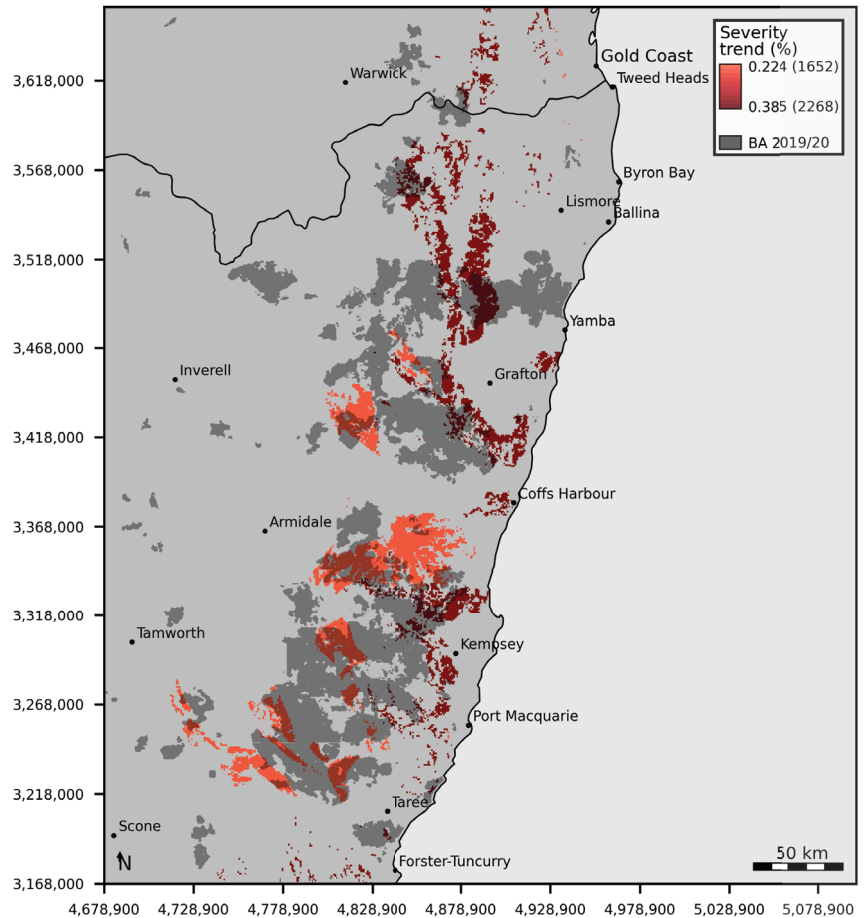 Severity
trend (%)
0.224 (1652)
0.385 (2268)
BA 2019/20
Gold Coast
Tweed Heads
Warwick
Byron Bay
Lismore
Ballina
Yamba
Inverell
Grafton
Coffs Harbour
Armidale
Tamworth
Kempsey
Port Macquarie
Taree
Scone
Forster-Tuncurry
N
50 km
3,618,000
3,568,000
3,518,000
3,468,000
3,418,000
3,368,000
3,318,000
3,268,000
3,218,000
3,168,000
4,678,900 4,728,900 4,778,900 4,828,900 4,878,900 4,928,900 4,978,900 5,028,900 5,078,900